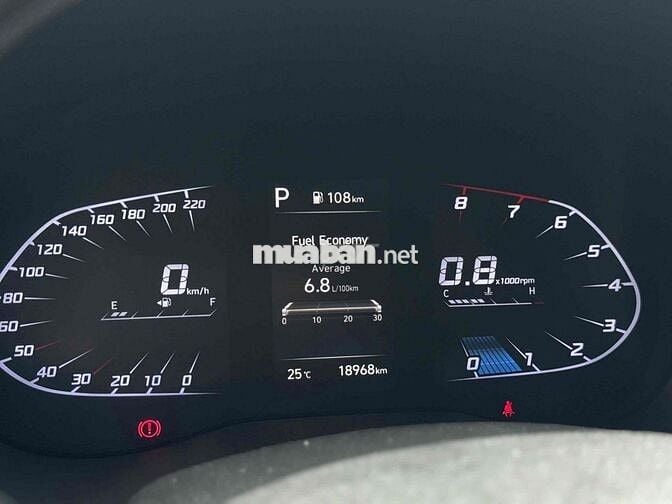 P 108km
Fuel Economy
muaban.net
Average
6.8 L/100km
0 10 20 30
25℃ 18968km
0 km/h
E F
0 10 20 30 40 50 60 80 100 120 140 160 180 200 220
0.8 x1000rpm
C H
0 1 2 3 4 5 6 7 8